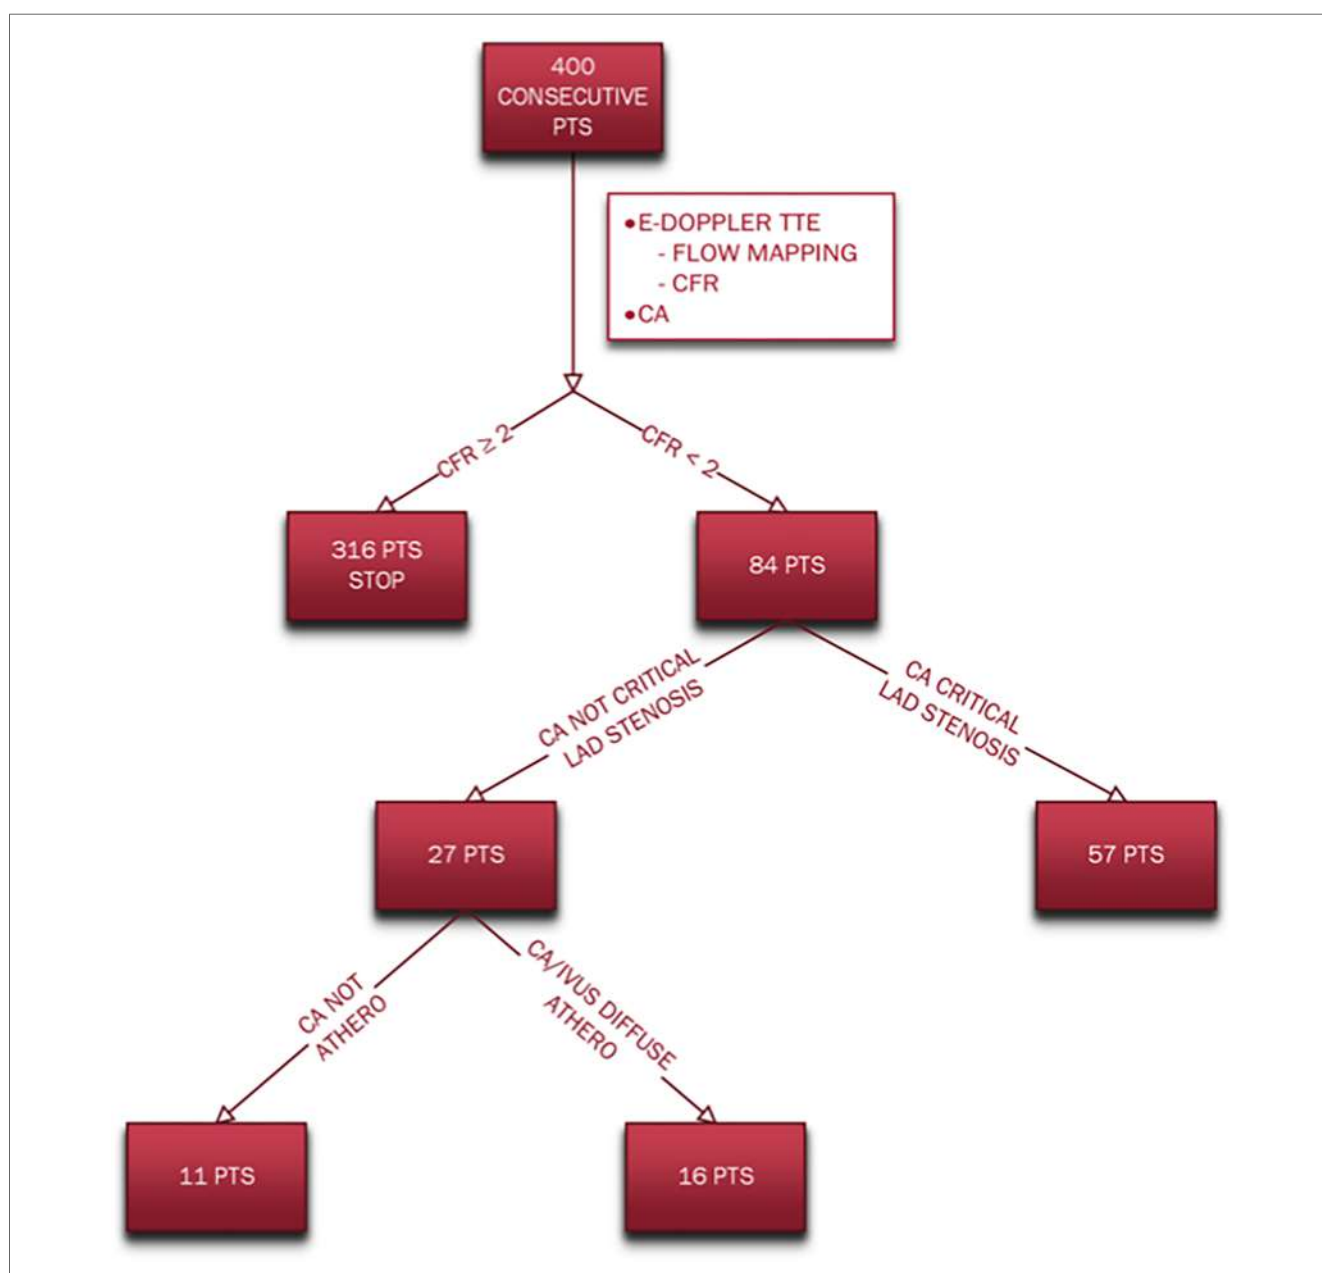 400
CONSECUTIVE
PTS
•E-DOPPLER TTE
- FLOW MAPPING
- CFR
•CA
CFR ≥ 2
CFR < 2
316 PTS
STOP
84 PTS
CA NOT CRITICAL
LAD STENOSIS
CA CRITICAL
LAD STENOSIS
27 PTS
57 PTS
CA NOT
ATHERO
CA/IVUS DIFFUSE
ATHERO
11 PTS
16 PTS